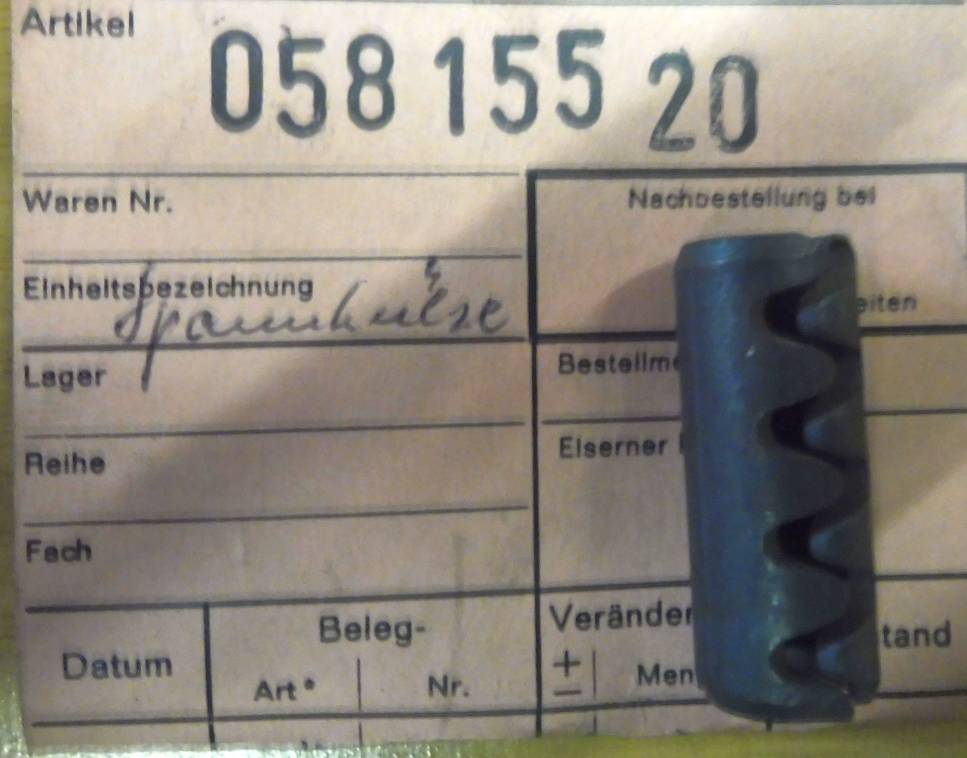 Artikel
058 155 20
Waren Nr.
Nachbestellung bei
Einheitsbezeichnung
Spannhülse
eiten
Lager
Bestellme
Reihe
Eiserner
Fach
Beleg-
Veränder
tand
Datum
Art*
Nr.
+
–
Men